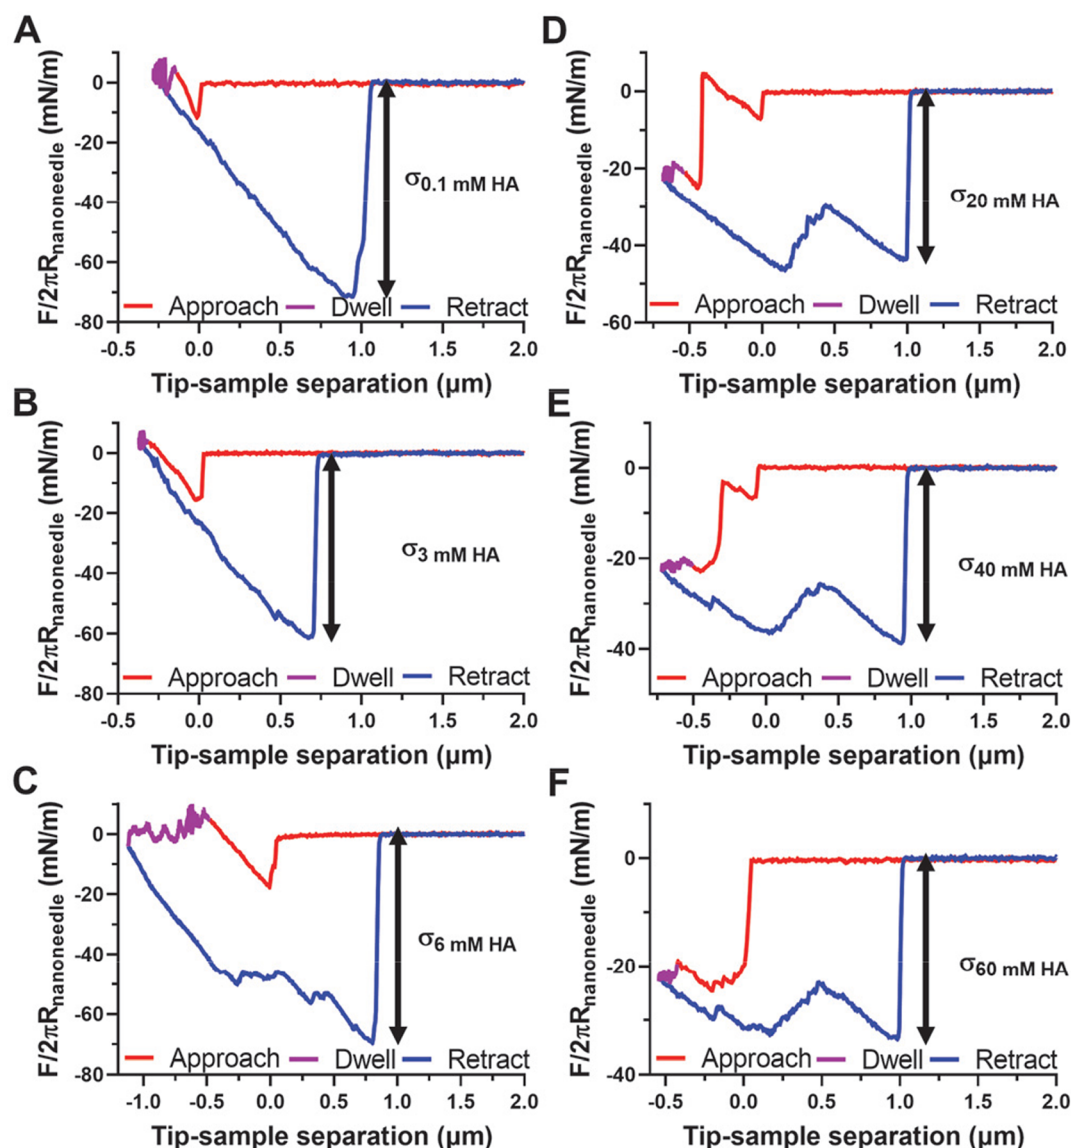 A
F/2πRnanoneedle (mN/m)
0
-20
-40
-60
-80
σ0.1 mM HA
Approach Dwell Retract
-0.5 0.0 0.5 1.0 1.5 2.0
Tip-sample separation (µm)
B
F/2πRnanoneedle (mN/m)
0
-20
-40
-60
-80
σ3 mM HA
Approach Dwell Retract
-0.5 0.0 0.5 1.0 1.5 2.0
Tip-sample separation (µm)
C
F/2πRnanoneedle (mN/m)
0
-20
-40
-60
-80
σ6 mM HA
Approach Dwell Retract
-1.0 -0.5 0.0 0.5 1.0 1.5 2.0
Tip-sample separation (µm)
D
F/2πRnanoneedle (mN/m)
0
-20
-40
-60
σ20 mM HA
Approach Dwell Retract
-0.5 0.0 0.5 1.0 1.5 2.0
Tip-sample separation (µm)
E
F/2πRnanoneedle (mN/m)
0
-20
-40
σ40 mM HA
Approach Dwell Retract
-0.5 0.0 0.5 1.0 1.5 2.0
Tip-sample separation (µm)
F
F/2πRnanoneedle (mN/m)
0
-20
-40
σ60 mM HA
Approach Dwell Retract
-0.5 0.0 0.5 1.0 1.5 2.0
Tip-sample separation (µm)